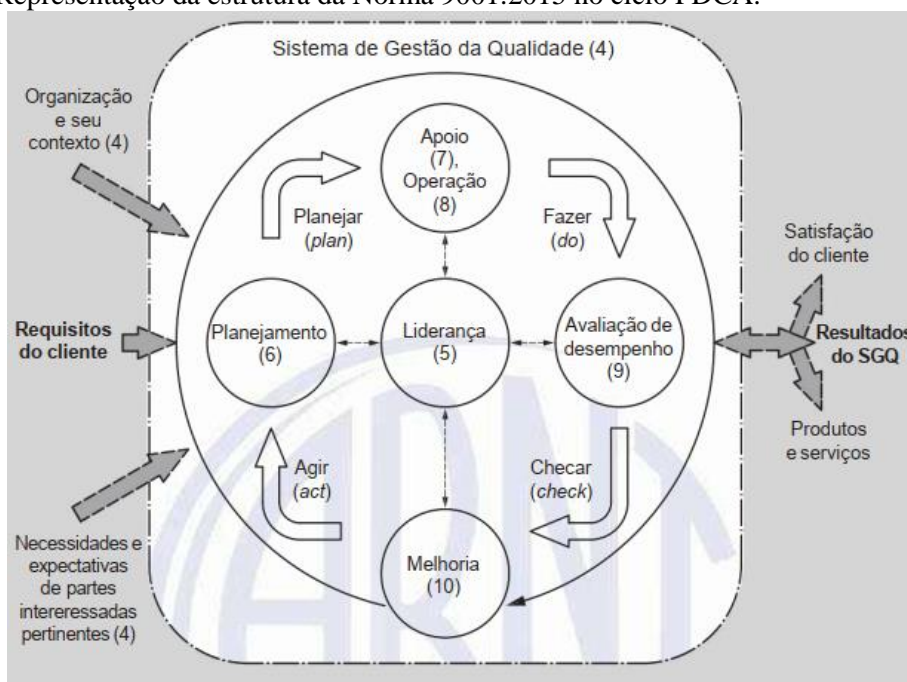 Representação da estrutura da Norma 9001:2015 no ciclo PDCA.
Sistema de Gestão da Qualidade (4)
Organização
e seu
contexto (4)
Apoio
(7),
Operação
(8)
Planejar
(plan)
Fazer
(do)
Satisfação
do cliente
Requisitos
do cliente
Planejamento
(6)
Liderança
(5)
Avaliação de
desempenho
(9)
Resultados
do SGQ
Produtos
e serviços
Agir
(act)
Checar
(check)
Necessidades e
expectativas
de partes
intereressadas
pertinentes (4)
Melhoria
(10)